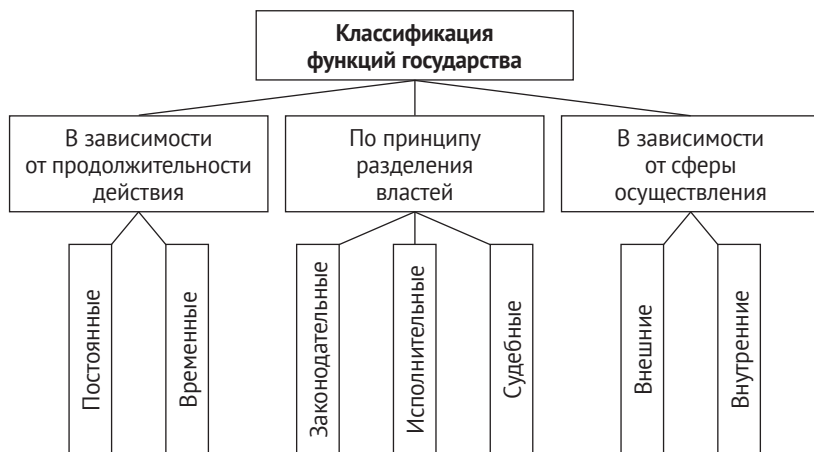 Классификация
функций государства
В зависимости
от продолжительности
действия
По принципу
разделения
властей
В зависимости
от сферы
осуществления
Постоянные
Временные
Законодательные
Исполнительные
Судебные
Внешние
Внутренние